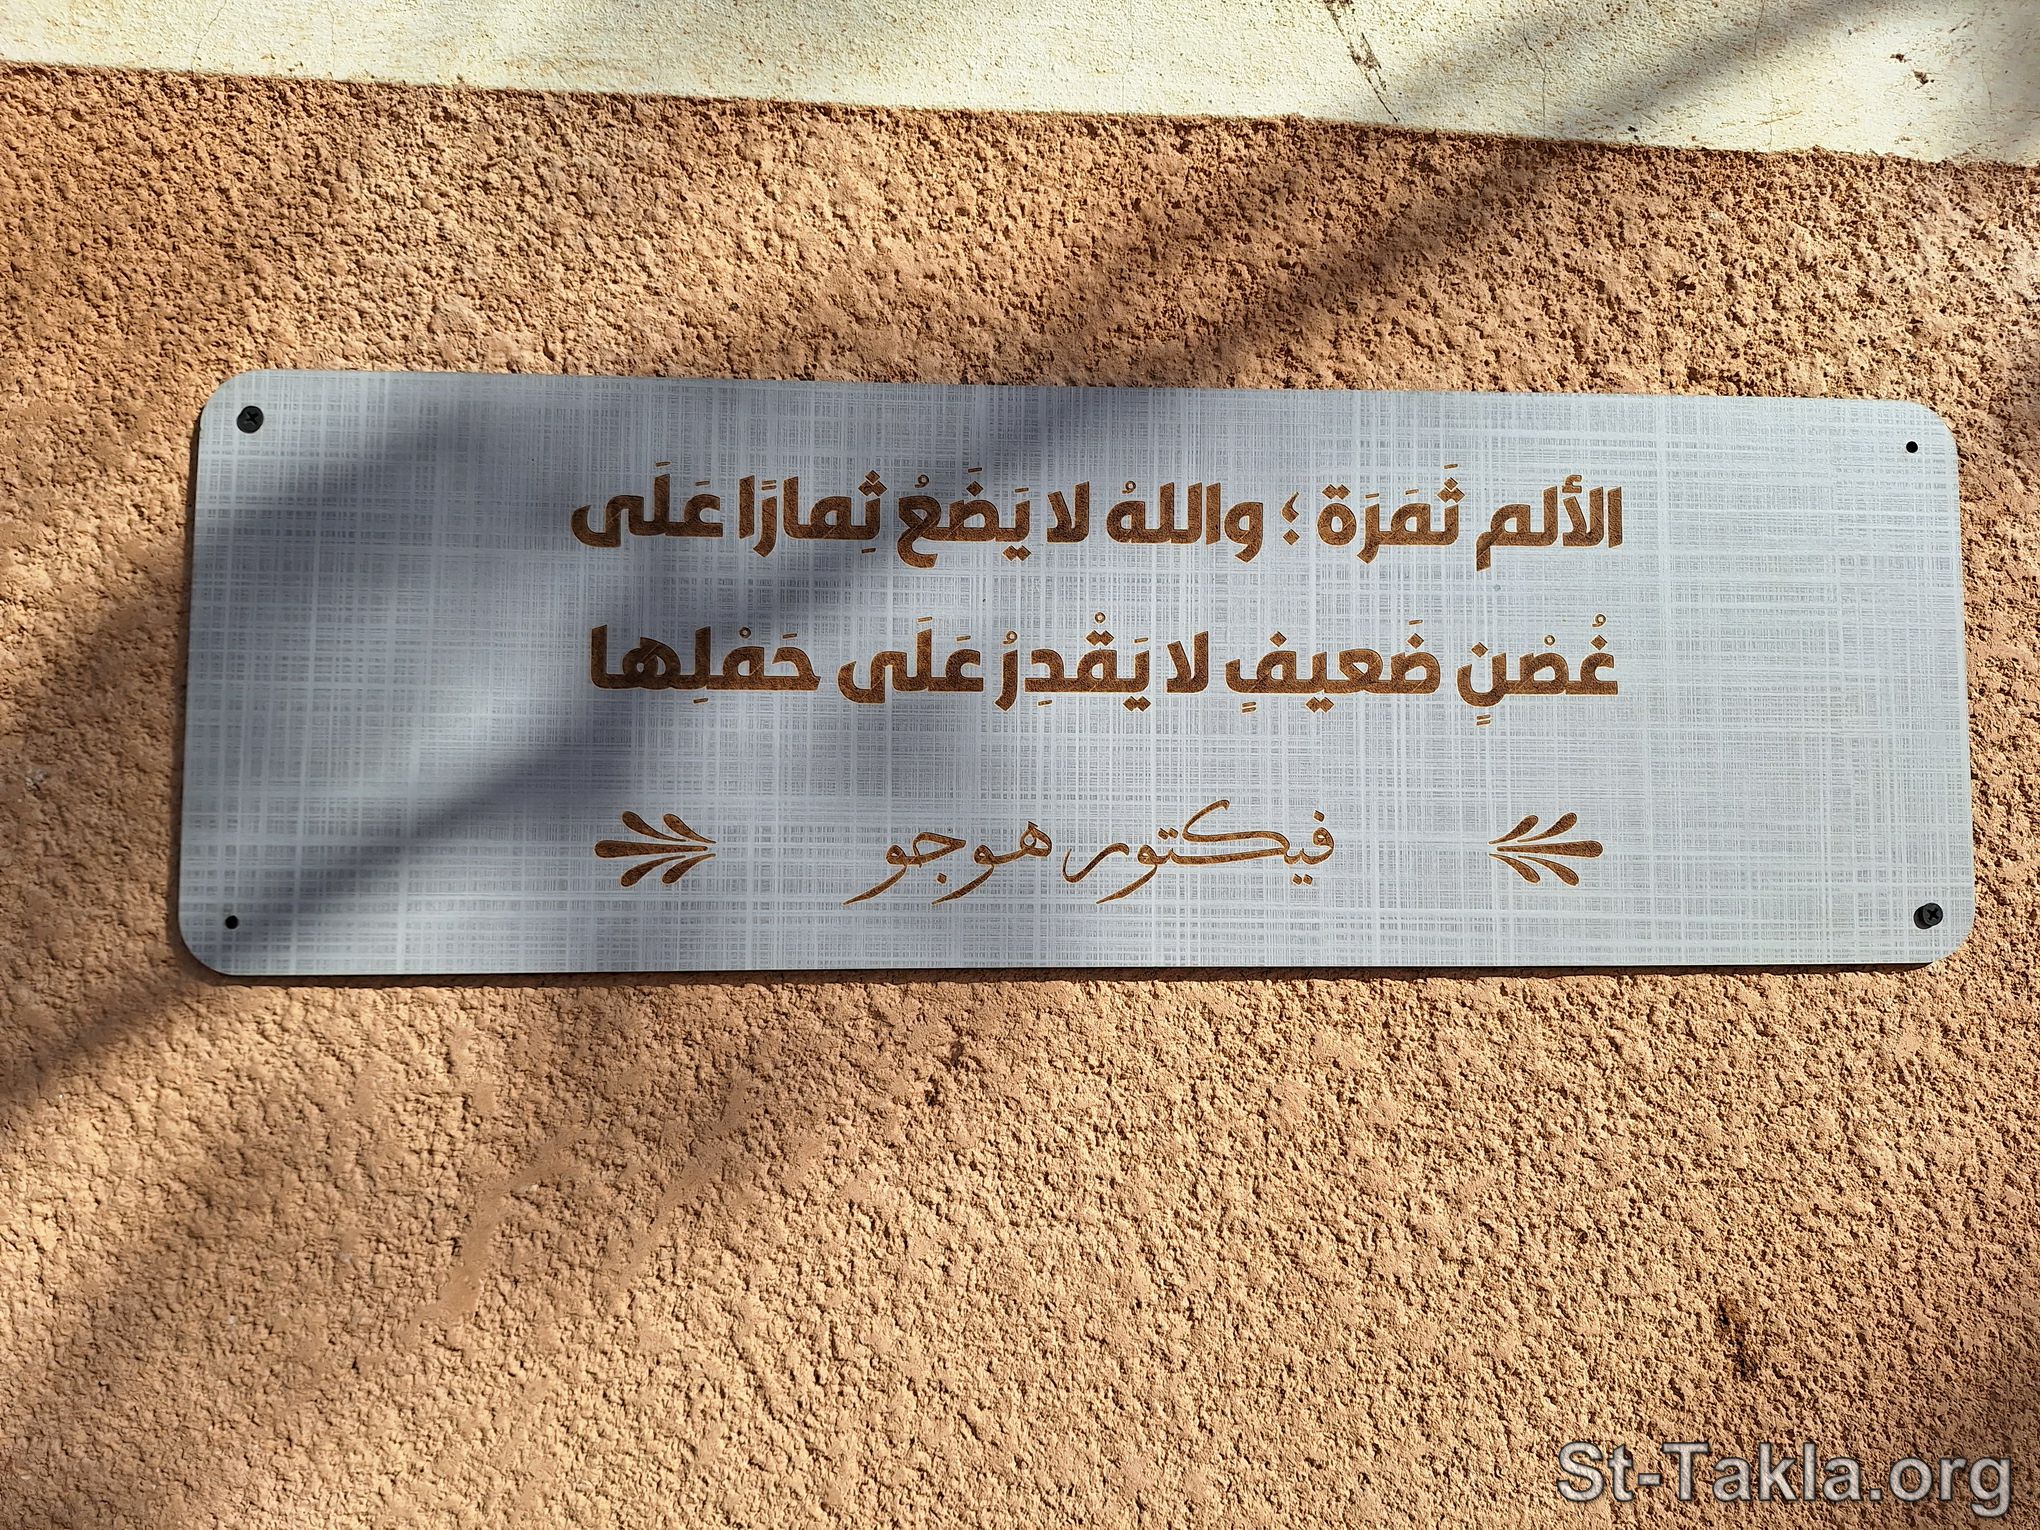 الألم ثَمَرَة ؛ واللهُ لا يَضَعُ ثِمارًا عَلَى
غُصْنٍ ضَعيفٍ لا يَقْدِرُ عَلَى حَمْلِها
فيكتور هوجو
St-Takla.org